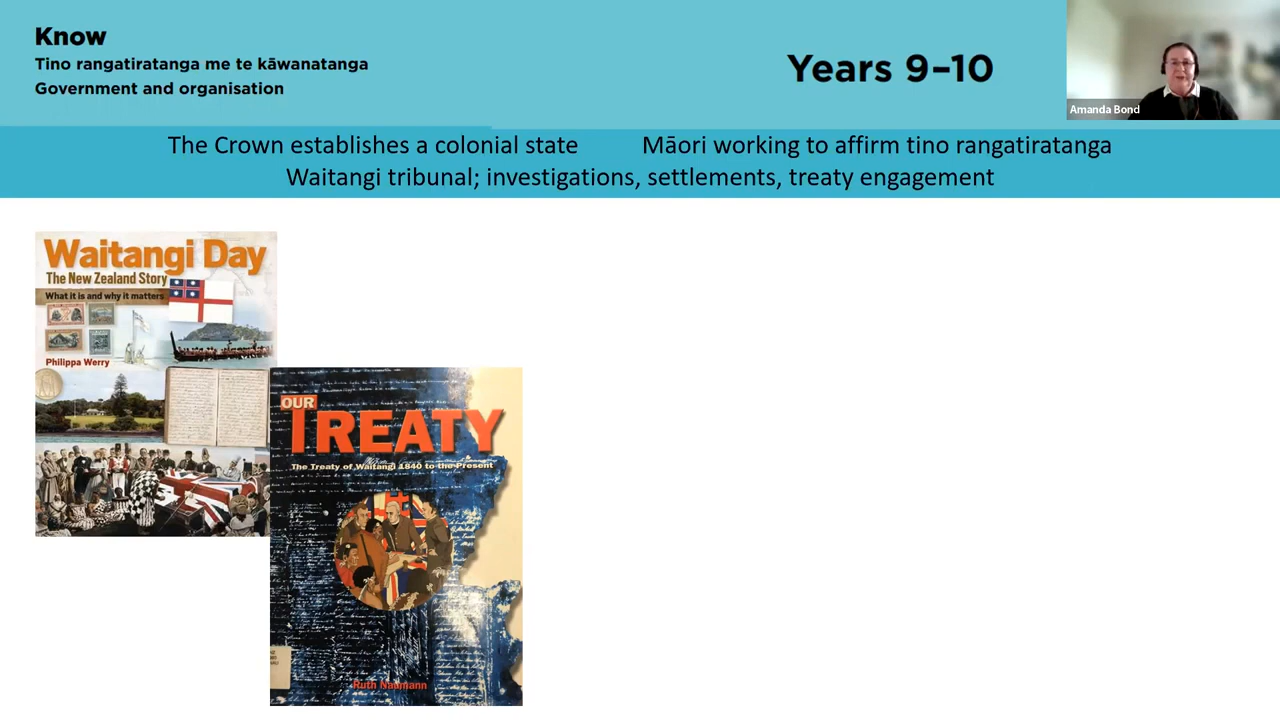 Know
Tino rangatiratanga me te kāwanatanga
Government and organisation
Years 9–10
Amanda Bond
The Crown establishes a colonial state Māori working to affirm tino rangatiratanga
Waitangi tribunal; investigations, settlements, treaty engagement
Waitangi Day
The New Zealand Story
What it is and why it matters
Philippa Werry
OUR
TREATY
The Treaty of Waitangi 1840 to the Present
Ruth Naumann